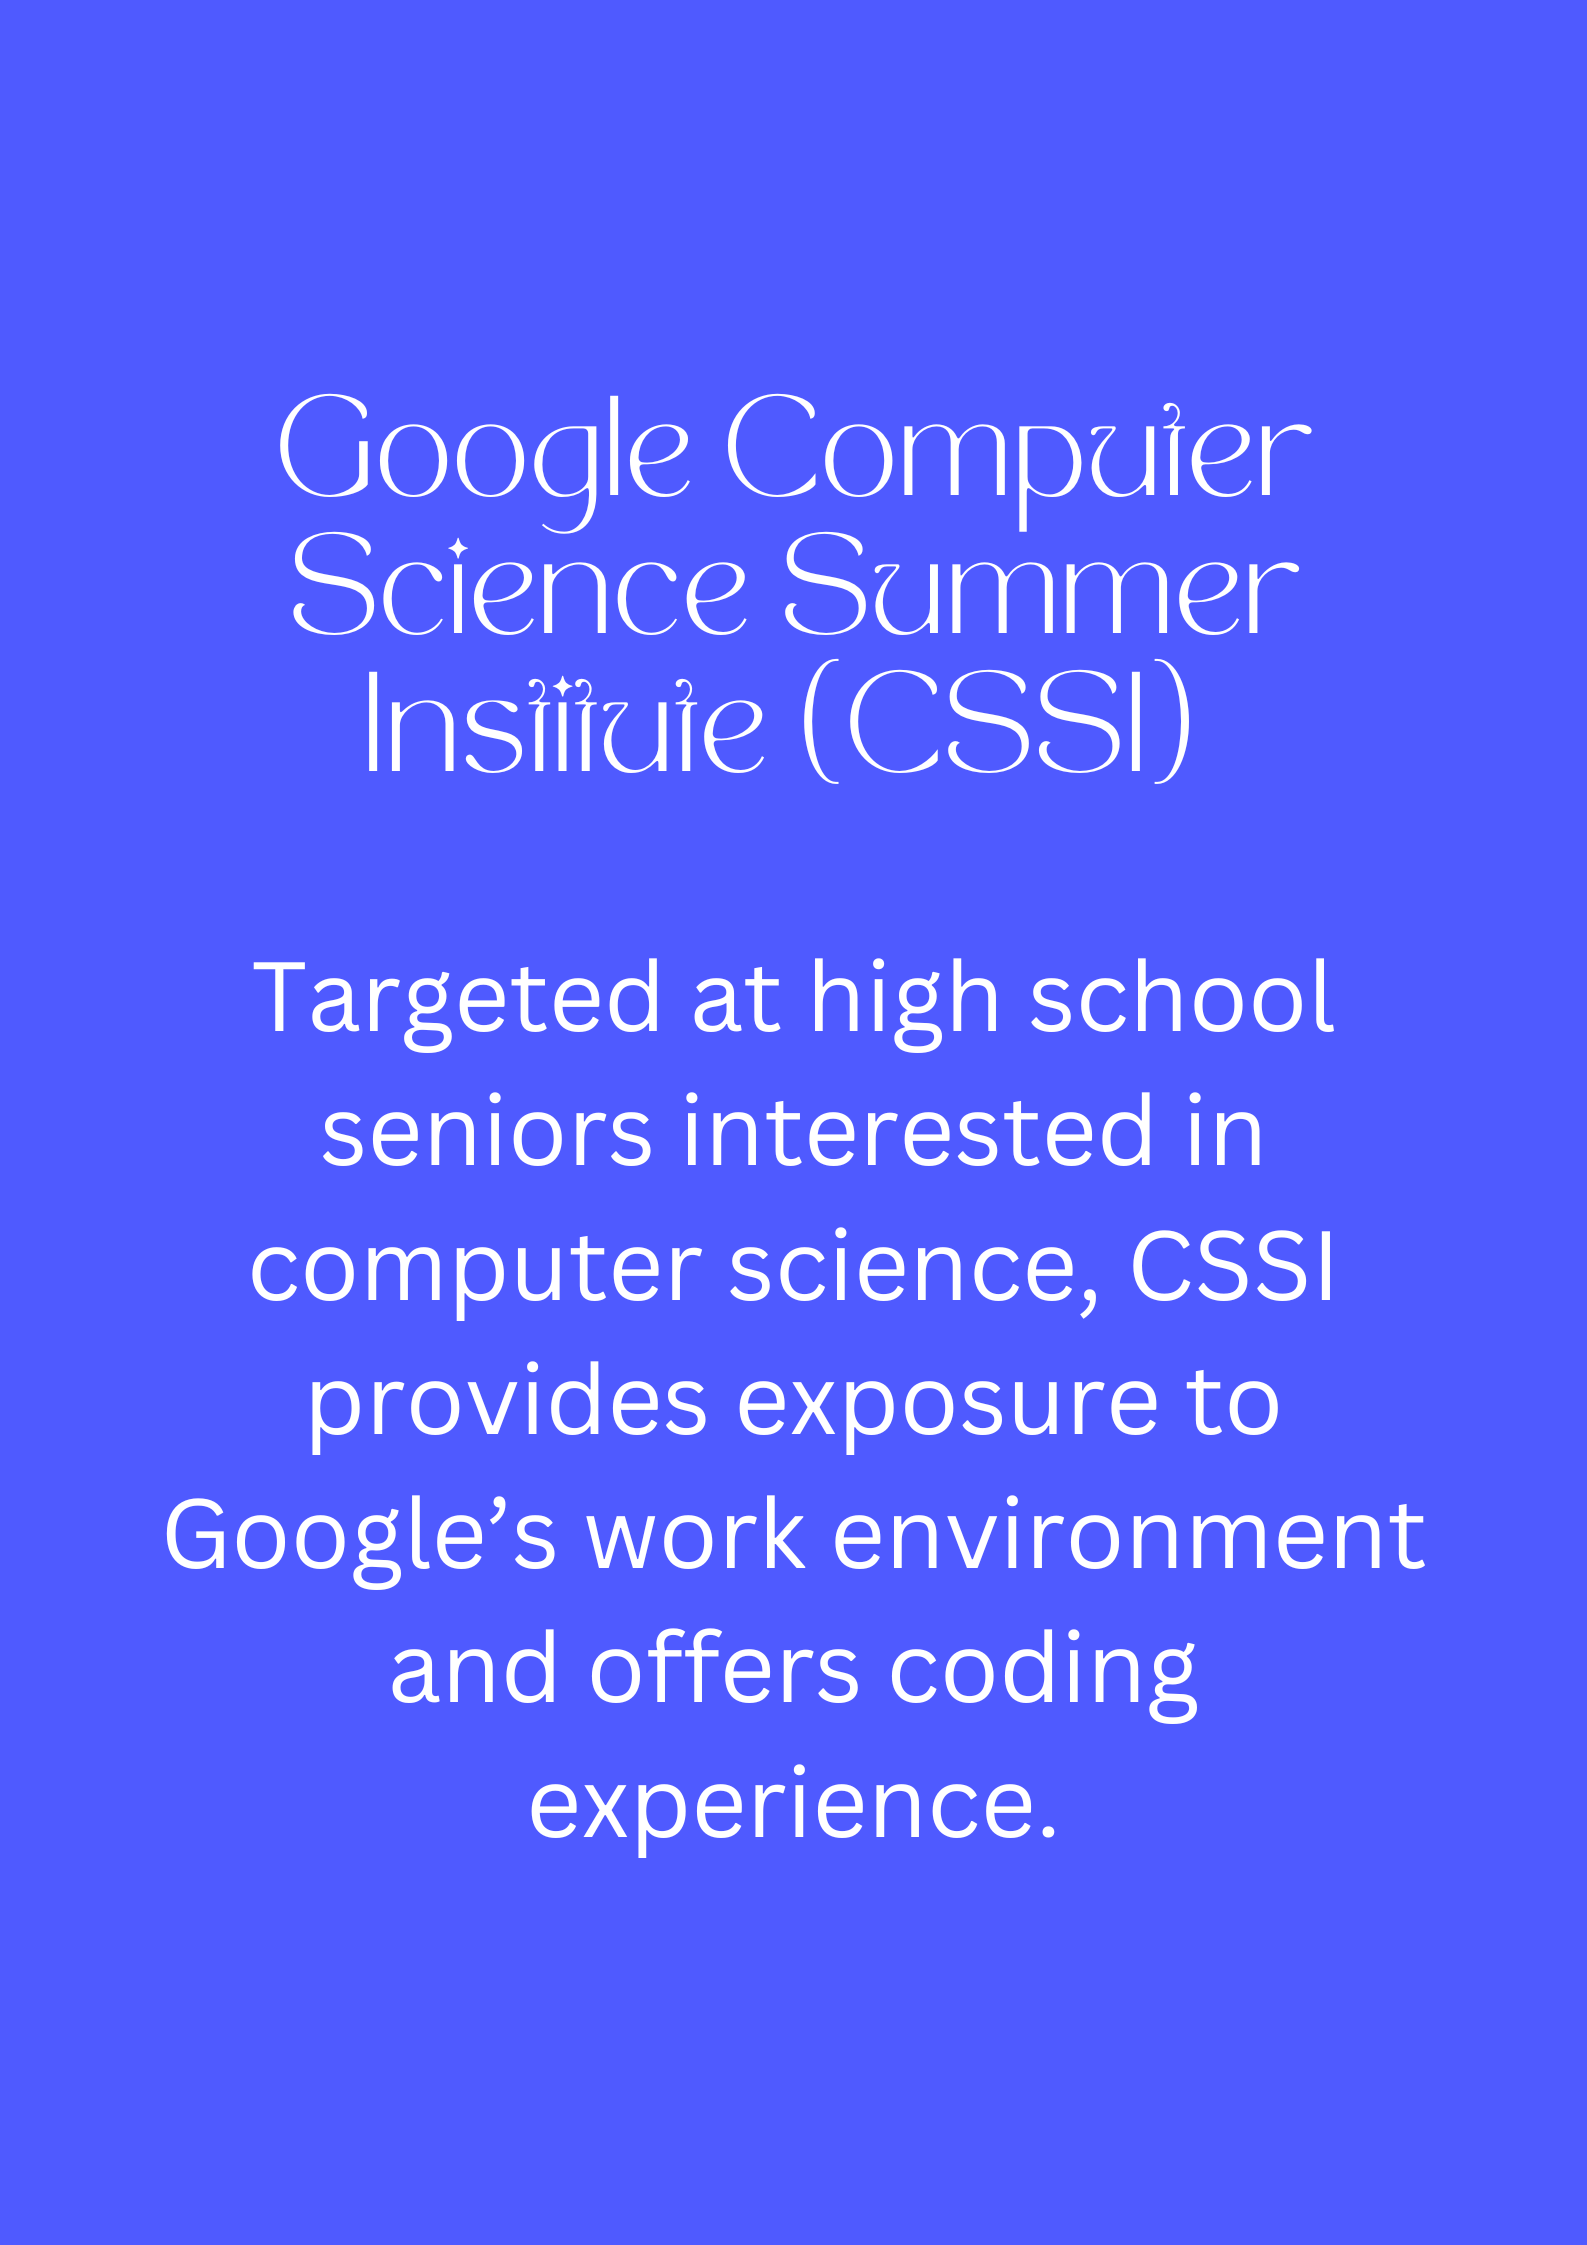 Google Computer
Science Summer
Institute (CSSI)
Targeted at high school
seniors interested in
computer science, CSSI
provides exposure to
Google’s work environment
and offers coding
experience.